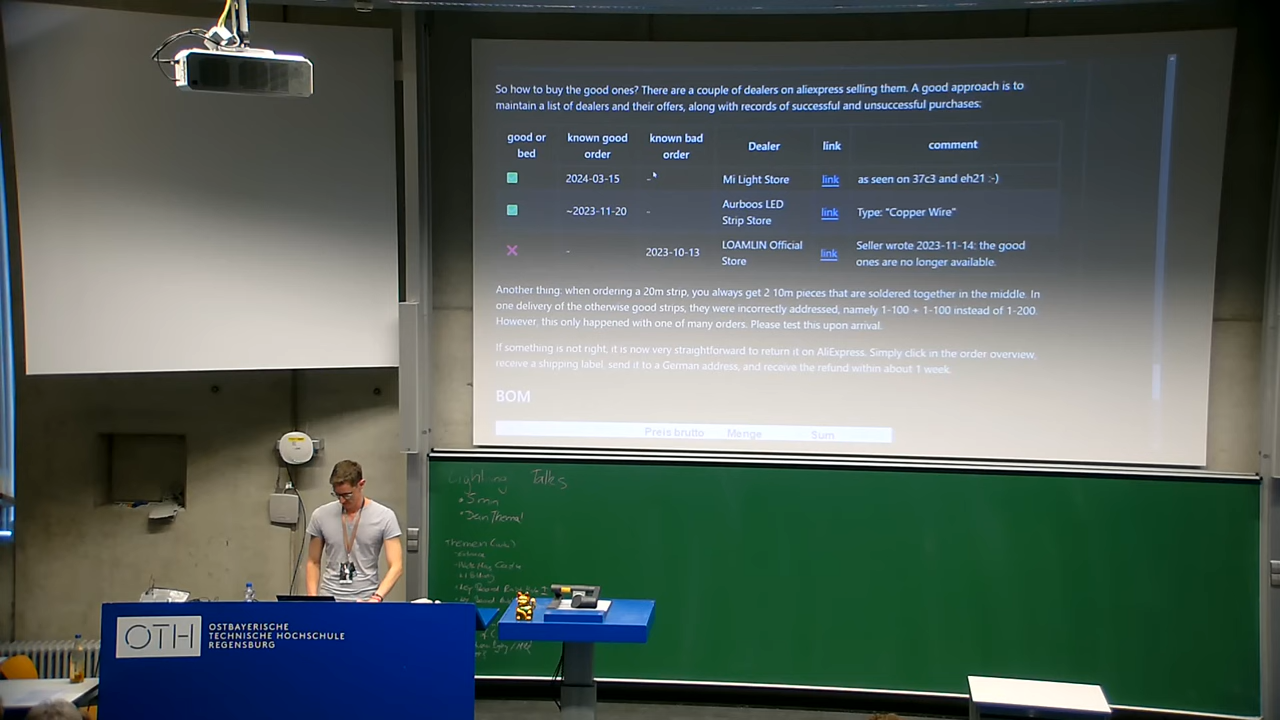 So how to buy the good ones? There are a couple of dealers on aliexpress selling them. A good approach is to
maintain a list of dealers and their offers, along with records of successful and unsuccessful purchases:
good or bed
known good order
known bad order
Dealer
link
comment
2024-03-15
-
Mi Light Store
link
as seen on 37c3 and eh21 :-)
~2023-11-20
-
Aurboos LED Strip Store
link
Type: "Copper Wire"
-
2023-10-13
LOAMLIN Official Store
link
Seller wrote 2023-11-14: the good ones are no longer available.
Another thing: when ordering a 20m strip, you always get 2 10m pieces that are soldered together in the middle. In
one delivery of the otherwise good strips, they were incorrectly addressed, namely 1-100 + 1-100 instead of 1-200.
However, this only happened with one of many orders. Please test this upon arrival.
If something is not right, it is now very straightforward to return it on AliExpress. Simply click in the order overview,
receive a shipping label, send it to a German address, and receive the refund within about 1 week.
BOM
Preis brutto Menge Sum
Lightning Talks
• 5 min
• Dein Thema!
Themen
OTH
OSTBAYERISCHE
TECHNISCHE HOCHSCHULE
REGENSBURG